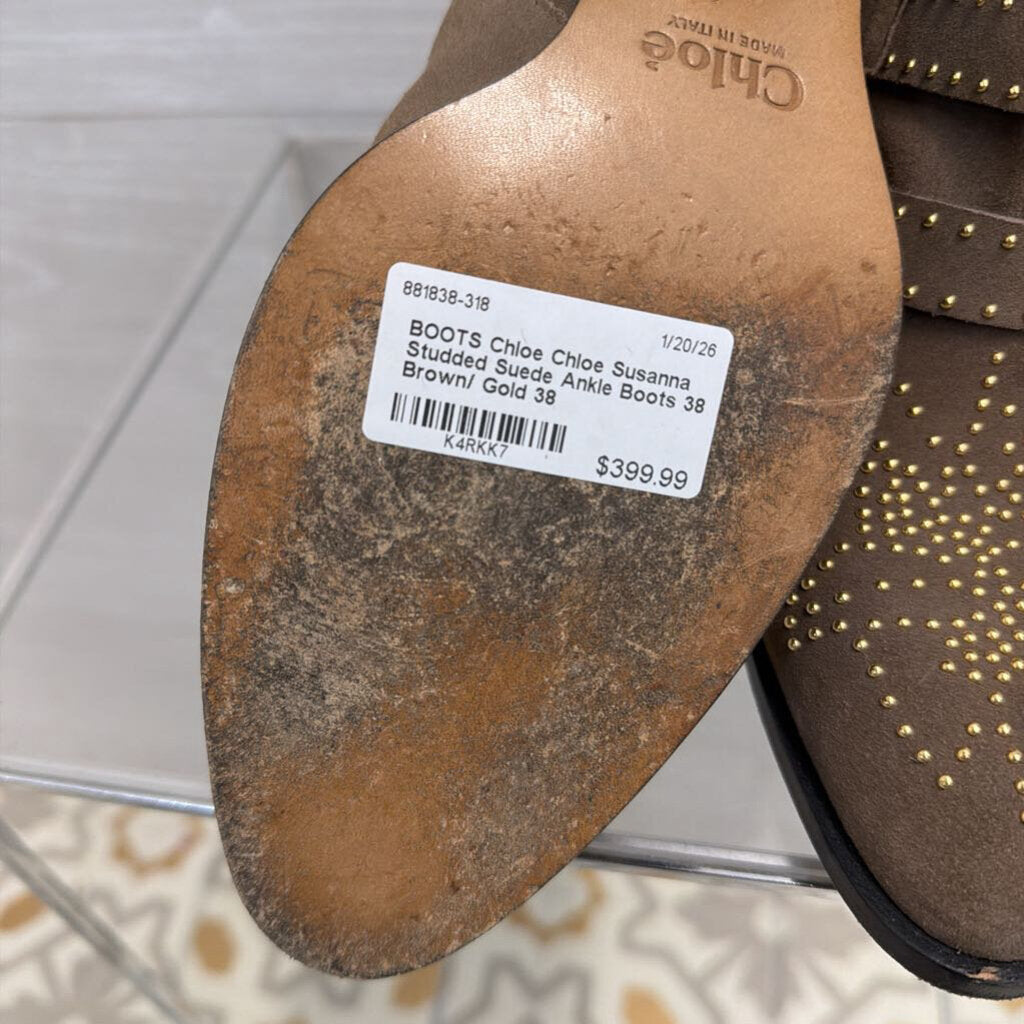 Chloé
MADE IN ITALY
881838-318
1/20/26
BOOTS Chloe Chloe Susanna
Studded Suede Ankle Boots 38
Brown/ Gold 38
K4RKK7
$399.99